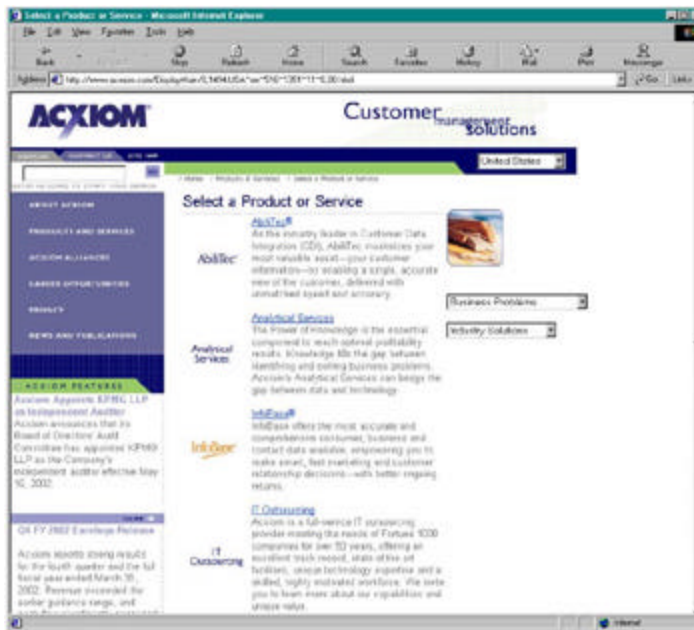 Select a Product or Service - Microsoft Internet Explorer
File Edit View Favorites Tools Help
Back Stop Refresh Home Search Favorites History Mail Print Messenger
Address Go Links
ACXIOM
Customer
management
solutions
CONTACT US SITE MAP
United States
Home Products & Services Select a Product or Service
ABOUT ACXIOM
PRODUCTS AND SERVICES
ACXIOM ALLIANCES
CAREER OPPORTUNITIES
PRIVACY
NEWS AND PUBLICATIONS
ACXIOM FEATURES
Acxiom Appoints KPMG LLP
as Independent Auditor
Acxiom announces that its
Board of Directors' Audit
Committee has appointed KPMG
LLP as the Company's
independent auditor effective May
16, 2002.
Q4 FY 2002 Earnings Release
Acxiom reports strong results
for the fourth quarter and the full
fiscal year ended March 31,
2002. Revenue exceeded the
earlier guidance range, and
Select a Product or Service
AbiliTec
AbiliTec®
As the industry leader in Customer Data
Integration (CDI), AbiliTec maximizes your
most valuable asset—your customer
information—by enabling a single, accurate
view of the customer, delivered with
unmatched speed and accuracy.
Analytical
Services
Analytical Services
The Power of Knowledge is the essential
component to reach optimal profitability
results. Knowledge fills the gap between
identifying and solving business problems.
Acxiom's Analytical Services can bridge the
gap between data and technology.
InfoBase
InfoBase®
InfoBase offers the most accurate and
comprehensive consumer, business and
contact data available, empowering you to
make smart, fast marketing and customer
relationship decisions—with better ongoing
returns.
IT
Outsourcing
IT Outsourcing
Acxiom is a full-service IT outsourcing
provider meeting the needs of Fortune 1000
companies for over 30 years, offering an
excellent track record, state of the art
facilities, unique technology expertise and a
skilled, highly motivated workforce. We invite
you to learn more about our capabilities and
unique value.
Business Problems
Industry Solutions
Internet